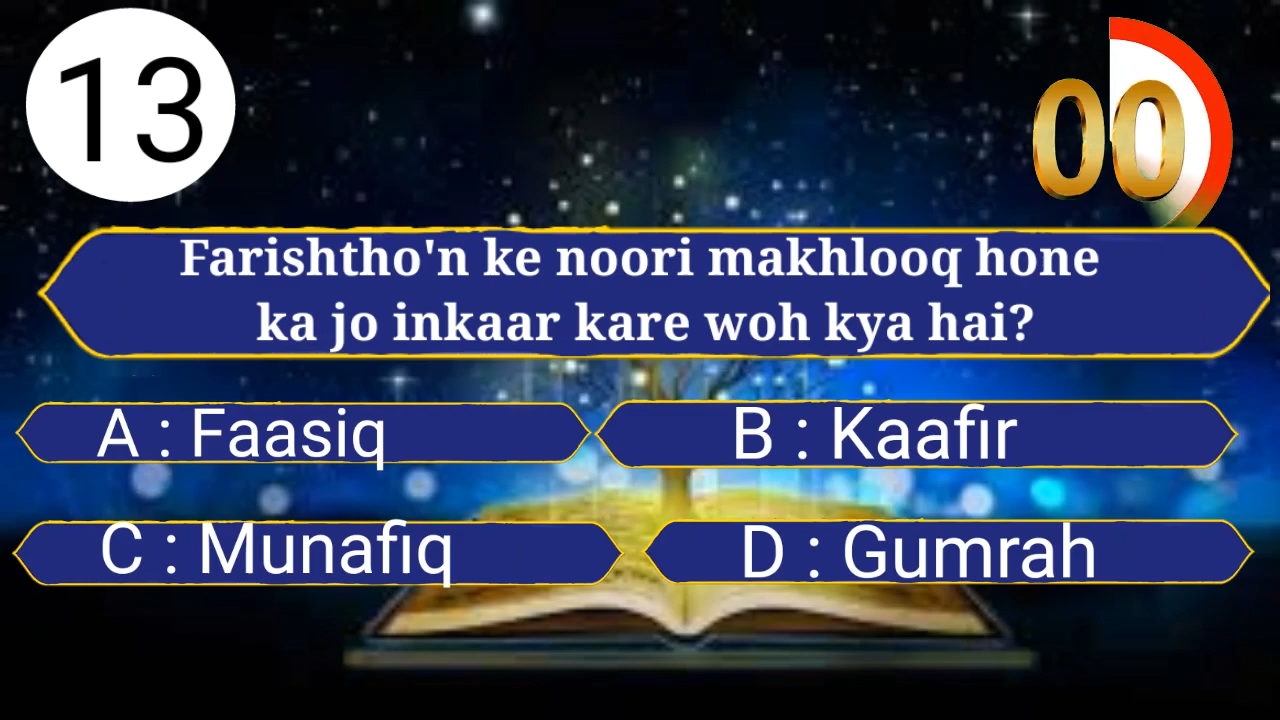 13
00
Farishtho'n ke noori makhlooq hone
ka jo inkaar kare woh kya hai?
A : Faasiq
B : Kaafir
C : Munafiq
D : Gumrah